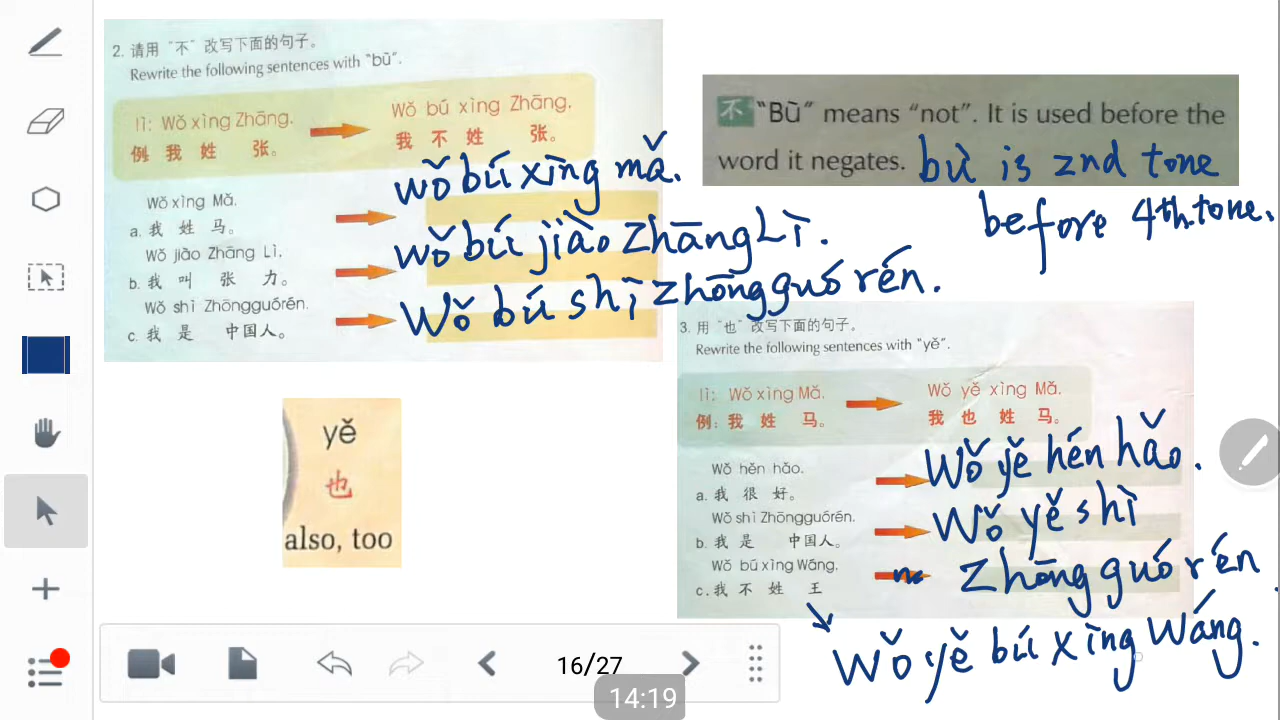 2. 请用 “不” 改写下面的句子。
Rewrite the following sentences with “bū”.
lì: Wǒ xìng Zhāng.
例 我 姓 张。
Wǒ bú xìng Zhāng.
我 不 姓 张。
Wǒ xìng Mǎ.
a. 我 姓 马。
wǒ bú xìng mǎ.
Wǒ jiào Zhāng Lì.
b. 我 叫 张 力。
wǒ bú jiào Zhāng Lì.
Wǒ shì Zhōngguórén.
c. 我 是 中国人。
Wǒ bú shì zhōng guó rén.
不 “Bū” means “not”. It is used before the
word it negates. bù is 2nd tone
before 4th. tone.
yě
也
also, too
3. 用 “也” 改写下面的句子。
Rewrite the following sentences with “yě”.
lì: Wǒ xìng Mǎ.
例: 我 姓 马。
Wǒ yě xìng Mǎ.
我 也 姓 马。
Wǒ hěn hǎo.
a. 我 很 好。
Wǒ yě hén hǎo.
Wǒ shì Zhōngguórén.
b. 我 是 中国人。
Wǒ yě shì
zhōng guó rén.
Wǒ bú xìng Wáng.
c. 我 不 姓 王
Wǒ yě bú xìng Wáng.
16/27
14:19